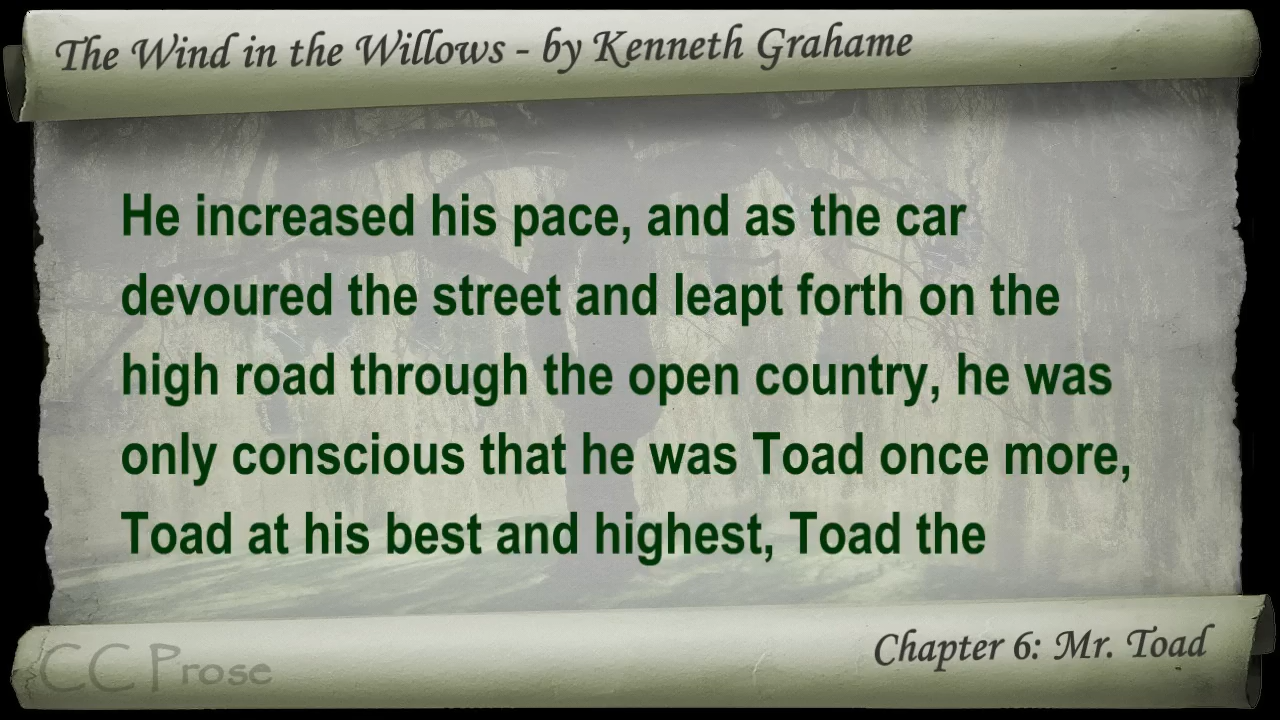 The Wind in the Willows - by Kenneth Grahame
He increased his pace, and as the car
devoured the street and leapt forth on the
high road through the open country, he was
only conscious that he was Toad once more,
Toad at his best and highest, Toad the
Chapter 6: Mr. Toad
CC Prose